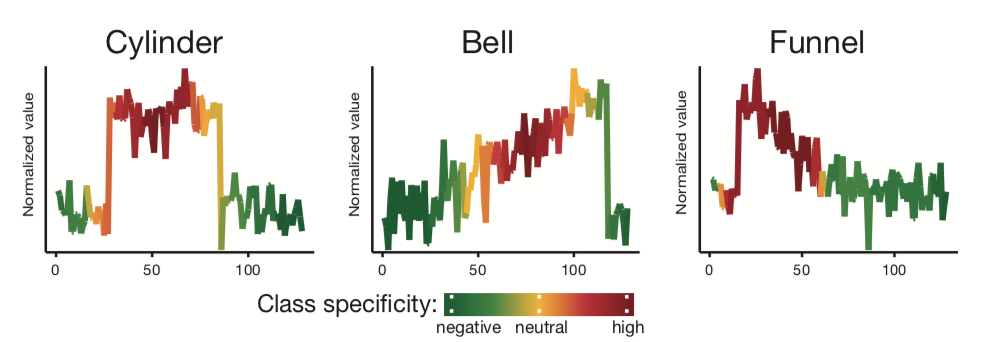 Cylinder Bell Funnel
Normalized value
Normalized value
Normalized value
0 50 100
0 50 100
0 50 100
Class specificity:
negative neutral high